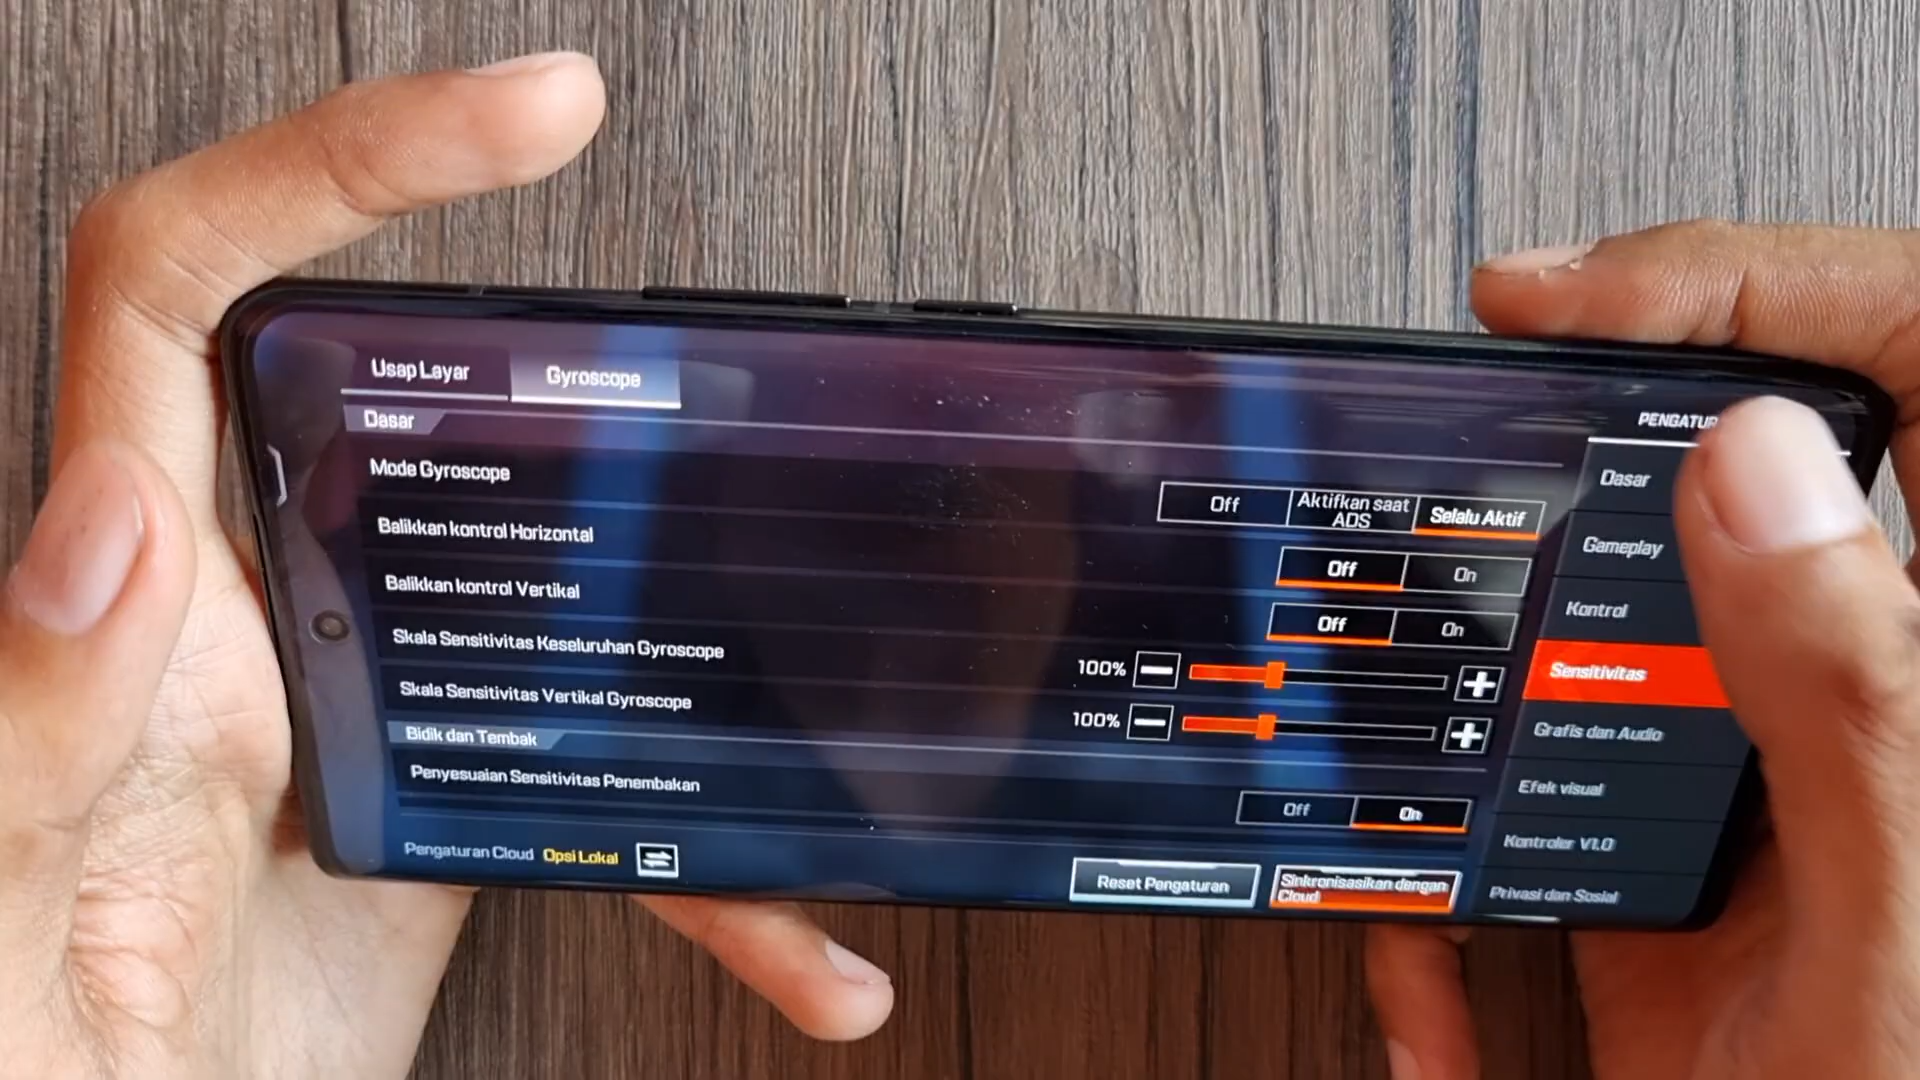 Usap Layar
Gyroscope
Dasar
Mode Gyroscope
Off
Aktifkan saat
ADS
Selalu Aktif
Balikkan kontrol Horizontal
Off
On
Balikkan kontrol Vertikal
Off
On
Skala Sensitivitas Keseluruhan Gyroscope
100%
Skala Sensitivitas Vertikal Gyroscope
100%
Bidik dan Tembak
Penyesuaian Sensitivitas Penembakan
Off
On
Pengaturan Cloud
Opsi Lokal
Reset Pengaturan
Sinkronisasikan dengan
Cloud
Dasar
Gameplay
Kontrol
Sensitivitas
Grafis dan Audio
Efek visual
Kontroler V1.0
Privasi dan Sosial